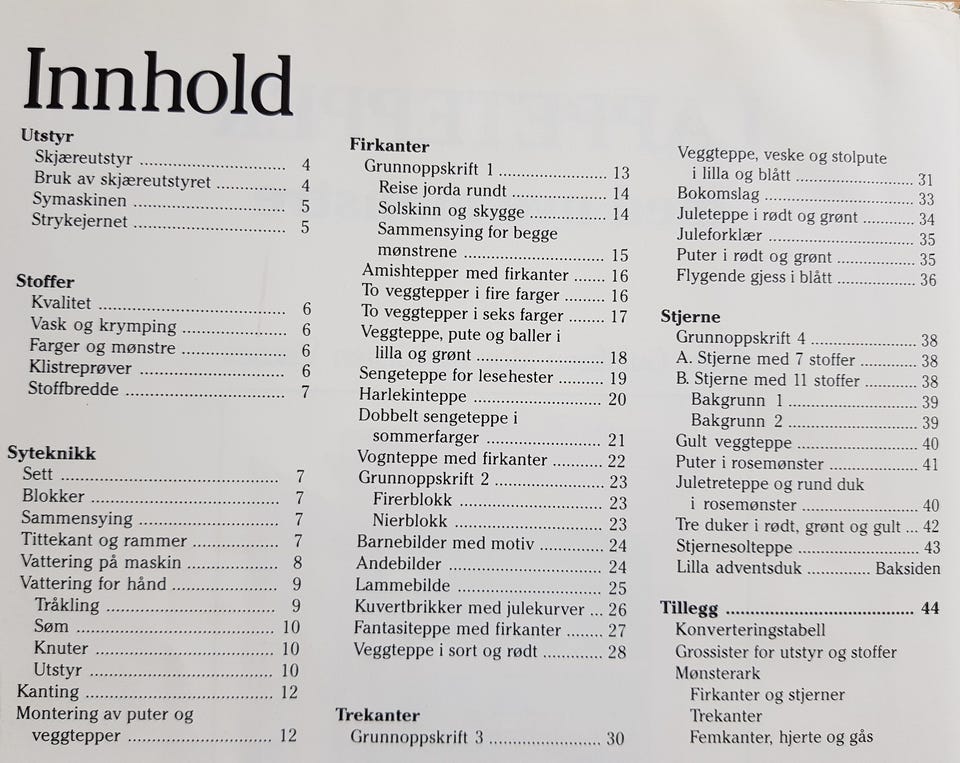 Innhold
Utstyr
Skjæreutstyr ........ 4
Bruk av skjæreutstyret ........ 4
Symaskinen ........ 5
Strykejernet ........ 5
Stoffer
Kvalitet ........ 6
Vask og krymping ........ 6
Farger og mønstre ........ 6
Klistreprøver ........ 6
Stoffbredde ........ 7
Syteknikk
Sett ........ 7
Blokker ........ 7
Sammensying ........ 7
Tittekant og rammer ........ 7
Vattering på maskin ........ 8
Vattering for hånd ........ 9
Tråkling ........ 9
Søm ........ 10
Knuter ........ 10
Utstyr ........ 10
Kanting ........ 12
Montering av puter og
veggtepper ........ 12
Firkanter
Grunnoppskrift 1 ........ 13
Reise jorda rundt ........ 14
Solskinn og skygge ........ 14
Sammensying for begge
mønstrene ........ 15
Amishtepper med firkanter ........ 16
To veggtepper i fire farger ........ 16
To veggtepper i seks farger ........ 17
Veggteppe, pute og baller i
lilla og grønt ........ 18
Sengeteppe for lesehester ........ 19
Harlekinteppe ........ 20
Dobbelt sengeteppe i
sommerfarger ........ 21
Vognteppe med firkanter ........ 22
Grunnoppskrift 2 ........ 23
Firerblokk ........ 23
Nierblokk ........ 23
Barnebilder med motiv ........ 24
Andebilder ........ 24
Lammebilde ........ 25
Kuvertbrikker med julekurver ... 26
Fantasiteppe med firkanter ........ 27
Veggteppe i sort og rødt ........ 28
Trekanter
Grunnoppskrift 3 ........ 30
Veggteppe, veske og stolpute
i lilla og blått ........ 31
Bokomslag ........ 33
Juleteppe i rødt og grønt ........ 34
Juleforklær ........ 35
Puter i rødt og grønt ........ 35
Flygende gjess i blått ........ 36
Stjerne
Grunnoppskrift 4 ........ 38
A. Stjerne med 7 stoffer ........ 38
B. Stjerne med 11 stoffer ........ 38
Bakgrunn 1 ........ 39
Bakgrunn 2 ........ 39
Gult veggteppe ........ 40
Puter i rosemønster ........ 41
Juletreteppe og rund duk
i rosemønster ........ 40
Tre duker i rødt, grønt og gult ... 42
Stjernesolteppe ........ 43
Lilla adventsduk ........ Baksiden
Tillegg ........ 44
Konverteringstabell
Grossister for utstyr og stoffer
Mønsterark
Firkanter og stjerner
Trekanter
Femkanter, hjerte og gås